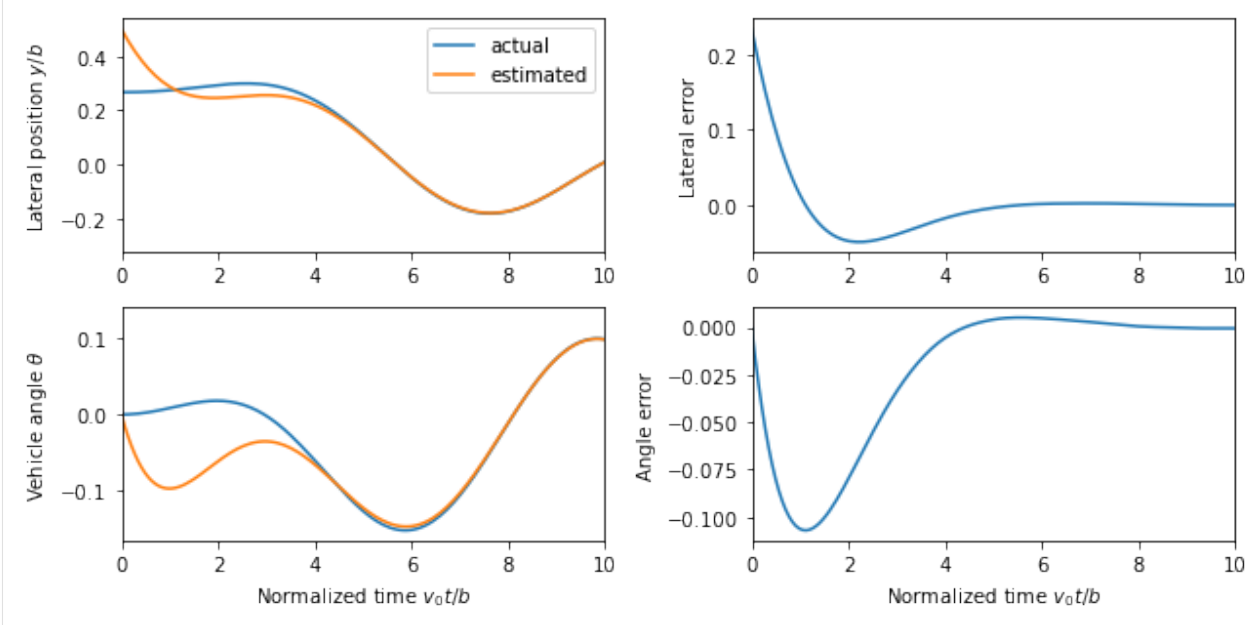 Lateral position y/b
0.4
0.2
0.0
−0.2
actual
estimated
0 2 4 6 8 10
Lateral error
0.2
0.1
0.0
0 2 4 6 8 10
Vehicle angle θ
0.1
0.0
−0.1
0 2 4 6 8 10
Normalized time v₀t/b
Angle error
0.000
−0.025
−0.050
−0.075
−0.100
0 2 4 6 8 10
Normalized time v₀t/b